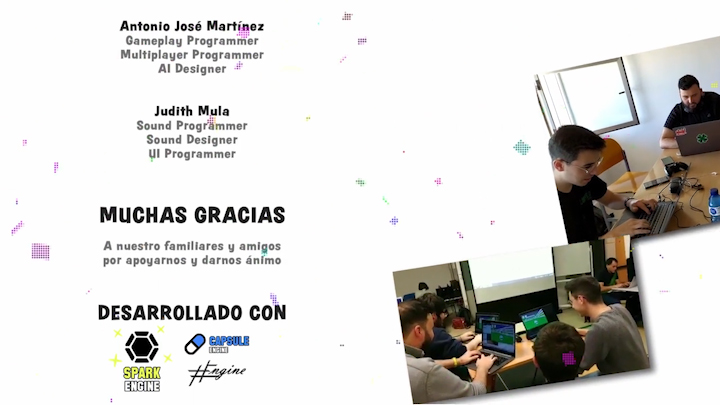 Antonio José Martínez
Gameplay Programmer
Multiplayer Programmer
AI Designer
Judith Mula
Sound Programmer
Sound Designer
UI Programmer
MUCHAS GRACIAS
A nuestro familiares y amigos
por apoyarnos y darnos ánimo
DESARROLLADO CON
SPARK
ENGINE
CAPSULE
ENGINE
Engine